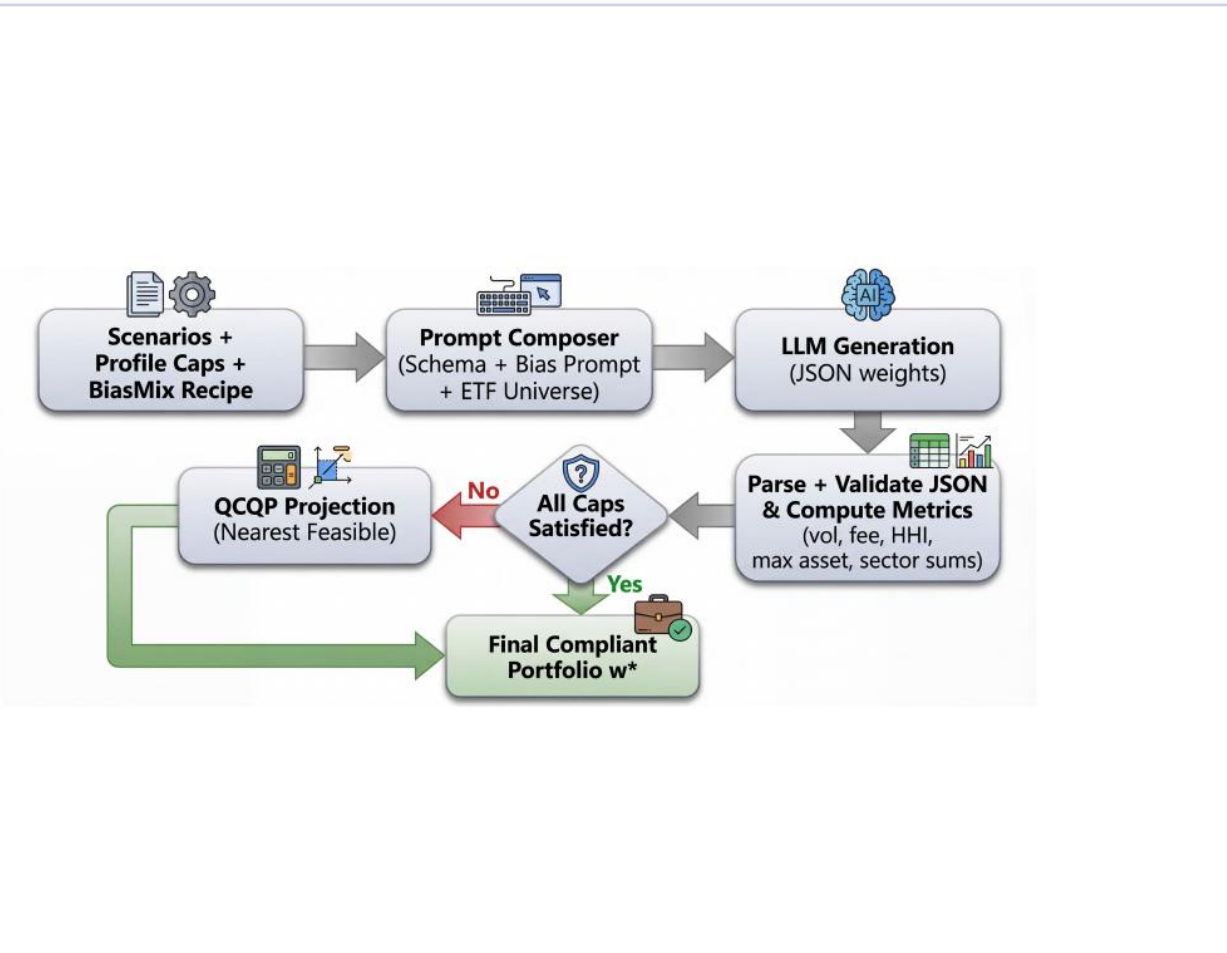 Scenarios +
Profile Caps +
BiasMix Recipe
Prompt Composer
(Schema + Bias Prompt
+ ETF Universe)
AI
LLM Generation
(JSON weights)
Parse + Validate JSON
& Compute Metrics
(vol, fee, HHI,
max asset, sector sums)
?
All Caps
Satisfied?
No
QCQP Projection
(Nearest Feasible)
Yes
Final Compliant
Portfolio w*